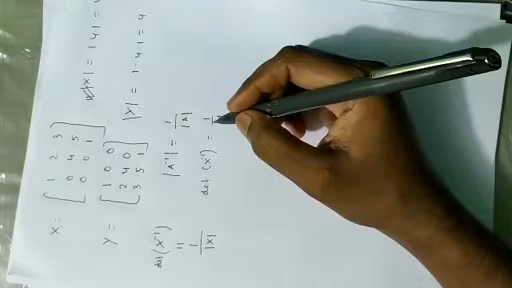 X = [1 2 3
0 4 5
0 0 1]
|X| = 1 4 1 =
Y = [1 0 0
2 4 0
3 5 1]
|Y| = 1·4·1 = 4
det(X⁻¹)
||
1/|X|
|A⁻¹| = 1/|A|
det(X⁻¹) = 1/